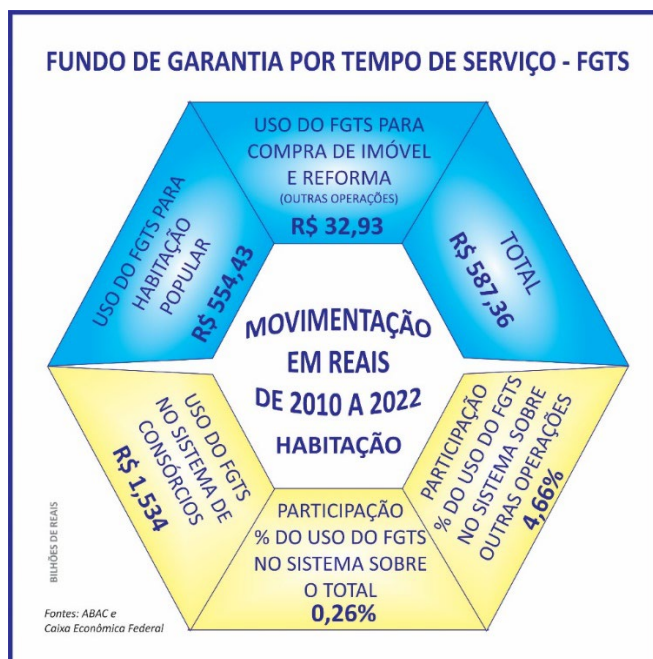 FUNDO DE GARANTIA POR TEMPO DE SERVIÇO - FGTS
USO DO FGTS PARA
HABITAÇÃO
POPULAR
R$ 554,43
USO DO FGTS PARA
COMPRA DE IMÓVEL
E REFORMA
(OUTRAS OPERAÇÕES)
R$ 32,93
TOTAL
R$ 587,36
MOVIMENTAÇÃO
EM REAIS
DE 2010 A 2022
HABITAÇÃO
USO DO FGTS
NO SISTEMA DE
CONSÓRCIOS
R$ 1,534
PARTICIPAÇÃO
% DO USO DO FGTS
NO SISTEMA SOBRE
O TOTAL
0,26%
PARTICIPAÇÃO
% DO USO DO FGTS
NO SISTEMA SOBRE
OUTRAS OPERAÇÕES
4,66%
BILHÕES DE REAIS
Fontes: ABAC e
Caixa Econômica Federal